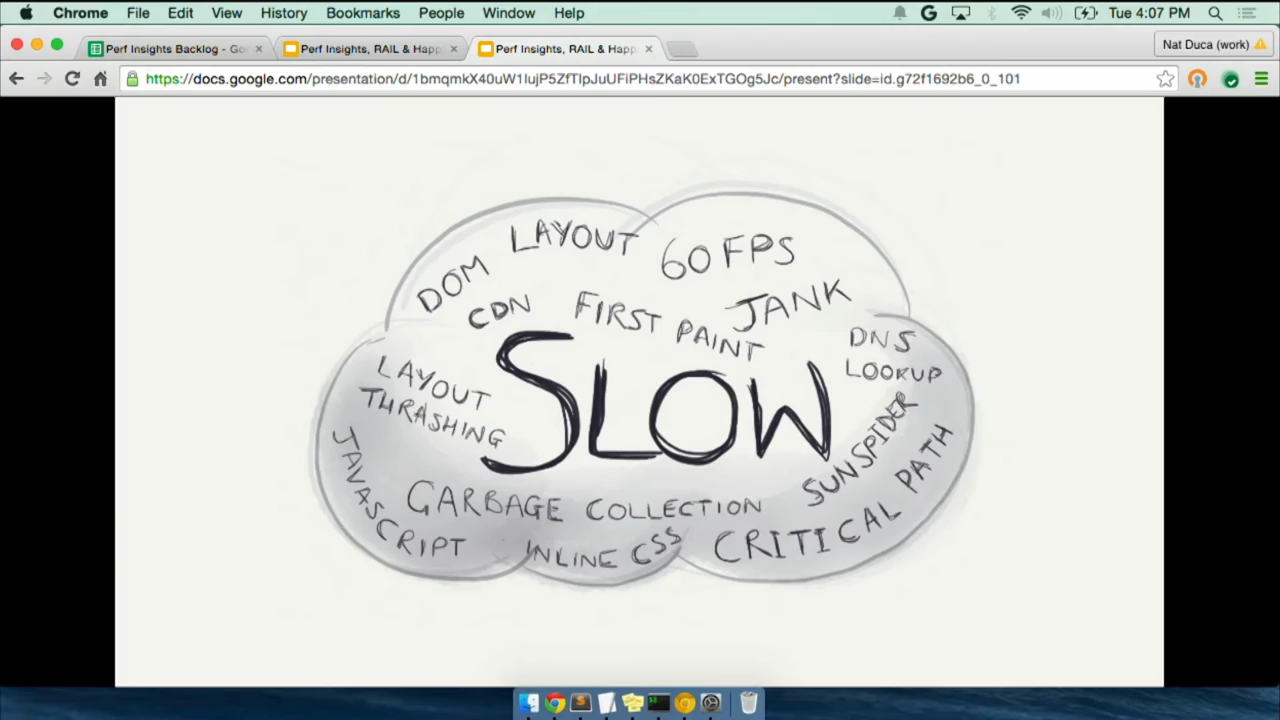 Chrome File Edit View History Bookmarks People Window Help Tue 4:07 PM
Perf Insights Backlog - Go Perf Insights, RAIL & Happ Perf Insights, RAIL & Happ Nat Duca (work)
https://docs.google.com/presentation/d/1bmqmkX40uW1lujP5ZfTlpJuUFiPHsZKaK0ExTGOg5Jc/present?slide=id.g72f1692b6_0_101
LAYOUT
60 FPS
DOM
CDN
FIRST PAINT
JANK
DNS
LOOKUP
SLOW
LAYOUT
THRASHING
SUNSPIDER
JAVASCRIPT
GARBAGE COLLECTION
INLINE CSS
CRITICAL PATH